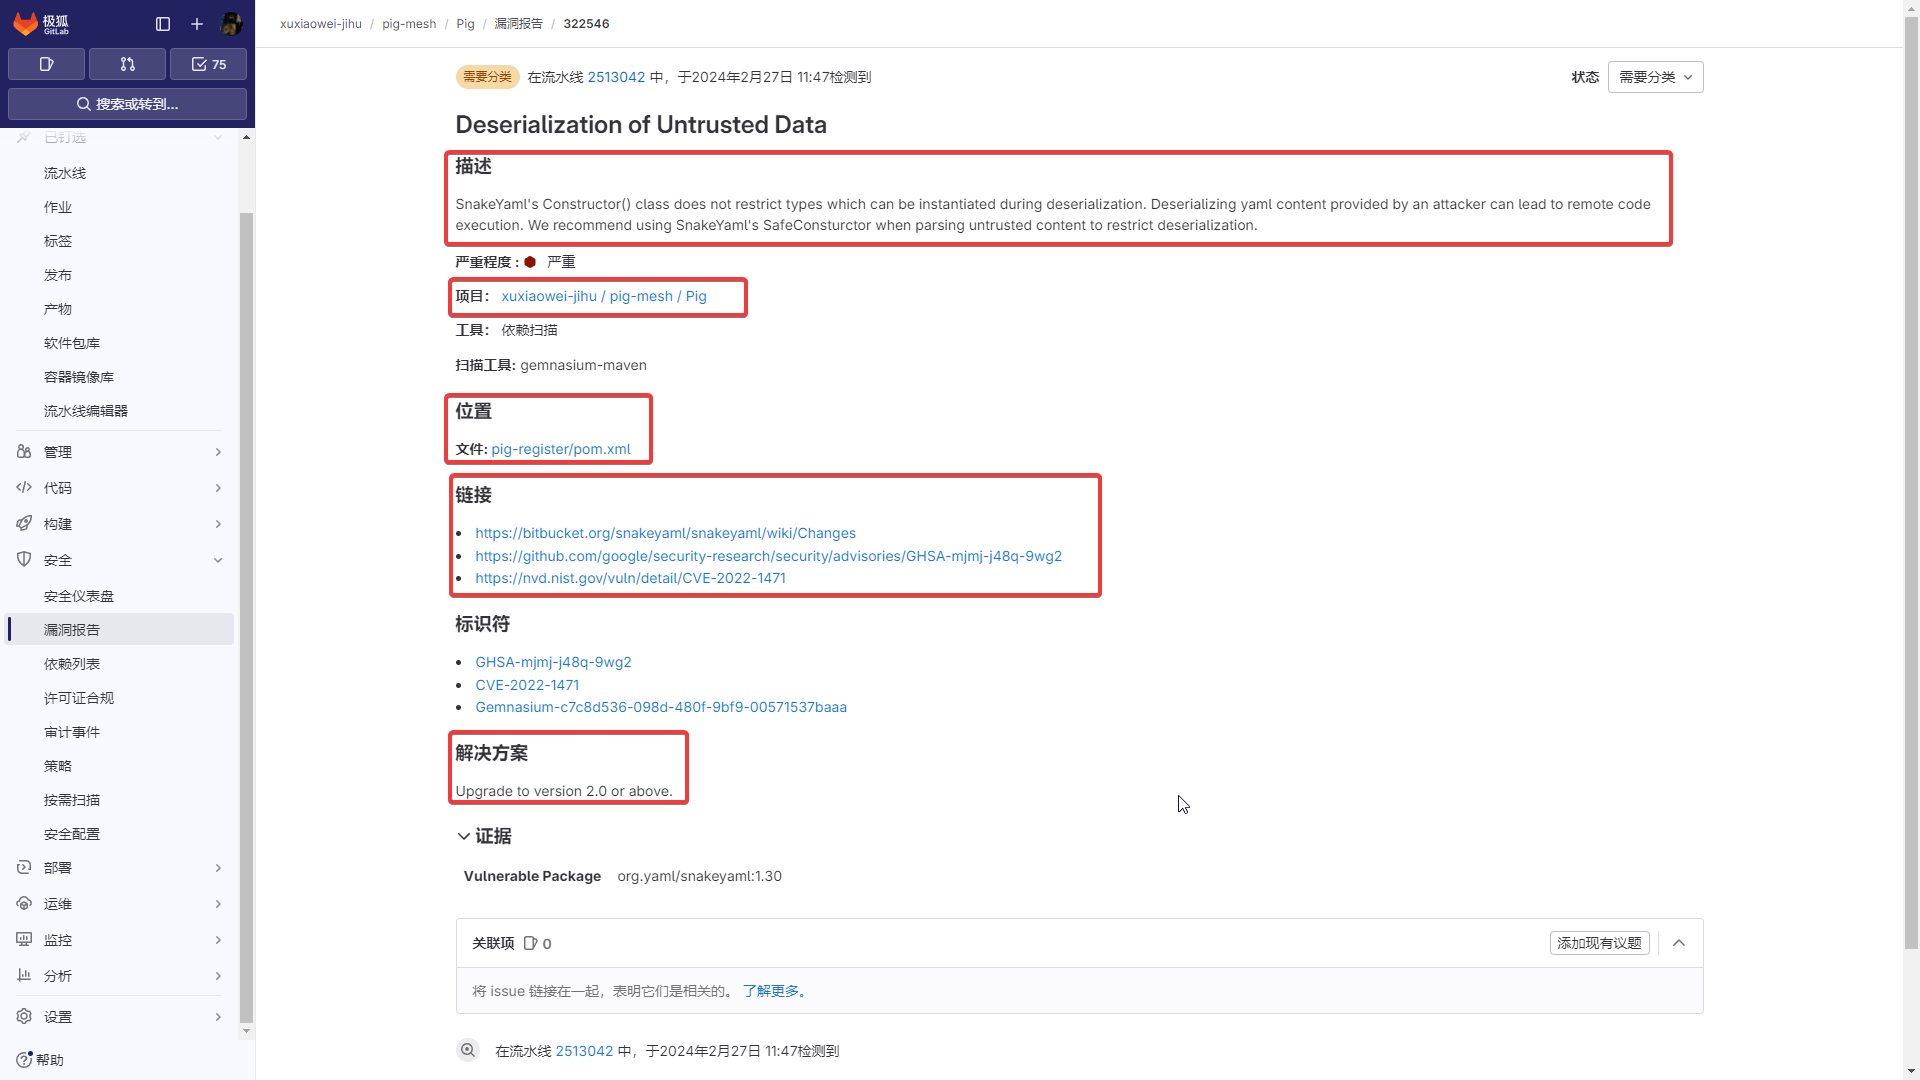 极狐
GitLab
75
搜索或转到...
已钉选
流水线
作业
标签
发布
产物
软件包库
容器镜像库
流水线编辑器
管理
代码
构建
安全
安全仪表盘
漏洞报告
依赖列表
许可证合规
审计事件
策略
按需扫描
安全配置
部署
运维
监控
分析
设置
帮助
xuxiaowei-jihu / pig-mesh / Pig / 漏洞报告 / 322546
需要分类 在流水线 2513042 中，于2024年2月27日 11:47检测到
状态 需要分类
Deserialization of Untrusted Data
描述
SnakeYaml's Constructor() class does not restrict types which can be instantiated during deserialization. Deserializing yaml content provided by an attacker can lead to remote code
execution. We recommend using SnakeYaml's SafeConsturctor when parsing untrusted content to restrict deserialization.
严重程度： 严重
项目： xuxiaowei-jihu / pig-mesh / Pig
工具： 依赖扫描
扫描工具: gemnasium-maven
位置
文件: pig-register/pom.xml
链接
https://bitbucket.org/snakeyaml/snakeyaml/wiki/Changes
https://github.com/google/security-research/security/advisories/GHSA-mjmj-j48q-9wg2
https://nvd.nist.gov/vuln/detail/CVE-2022-1471
标识符
GHSA-mjmj-j48q-9wg2
CVE-2022-1471
Gemnasium-c7c8d536-098d-480f-9bf9-00571537baaa
解决方案
Upgrade to version 2.0 or above.
证据
Vulnerable Package org.yaml/snakeyaml:1.30
关联项 0
添加现有议题
将 issue 链接在一起，表明它们是相关的。 了解更多。
在流水线 2513042 中，于2024年2月27日 11:47检测到